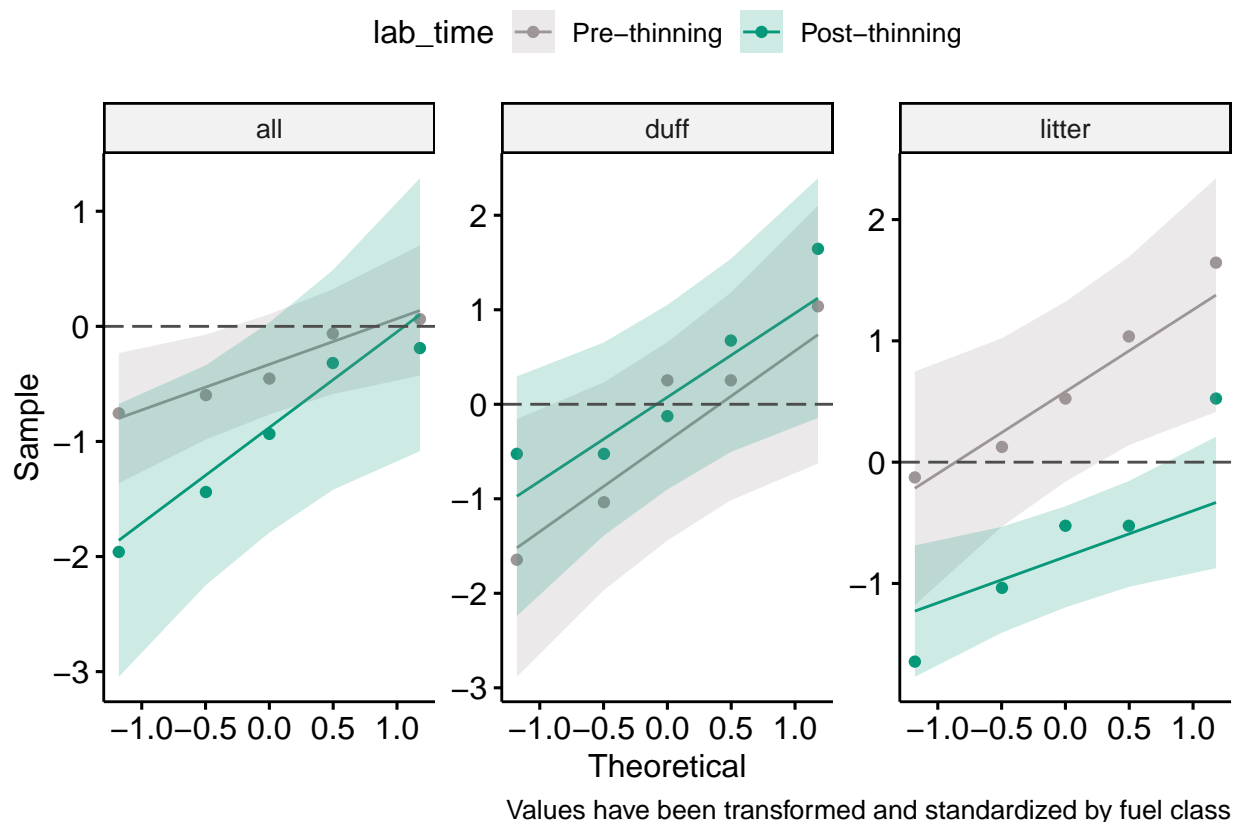 lab_time Pre−thinning Post−thinning
all duff litter
1
0
−1
−2
−3
2
1
0
−1
−2
−3
2
1
0
−1
Sample
−1.0 −0.5 0.0 0.5 1.0 −1.0 −0.5 0.0 0.5 1.0 −1.0 −0.5 0.0 0.5 1.0
Theoretical
Values have been transformed and standardized by fuel class